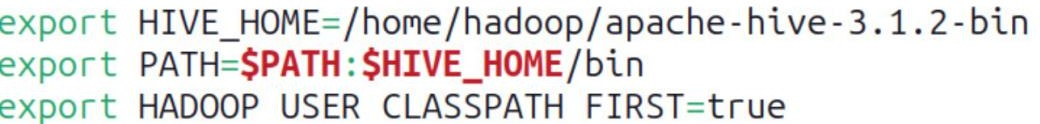 export HIVE_HOME=/home/hadoop/apache-hive-3.1.2-bin
export PATH=$PATH:$HIVE_HOME/bin
export HADOOP USER CLASSPATH FIRST=true